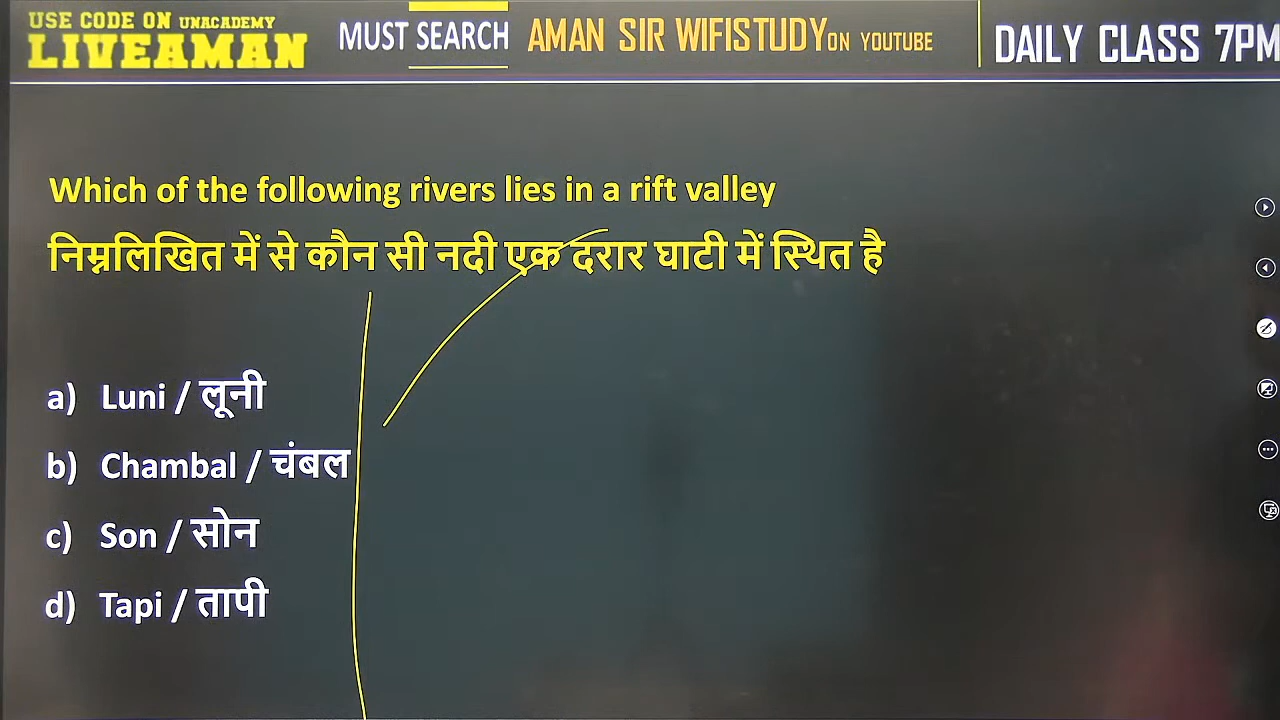 USE CODE ON UNACADEMY
LIVEAMAN
MUST SEARCH AMAN SIR WIFISTUDY ON YOUTUBE
DAILY CLASS 7PM
Which of the following rivers lies in a rift valley
निम्नलिखित में से कौन सी नदी एक दरार घाटी में स्थित है
a) Luni / लूनी
b) Chambal / चंबल
c) Son / सोन
d) Tapi / तापी